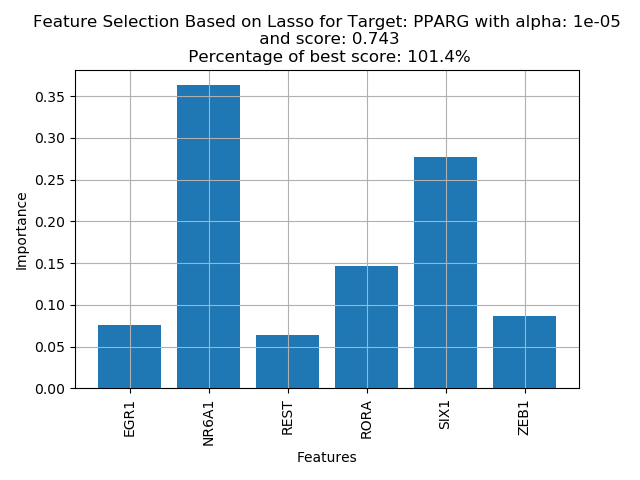 Feature Selection Based on Lasso for Target: PPARG with alpha: 1e-05
and score: 0.743
Percentage of best score: 101.4%
Importance
0.35
0.30
0.25
0.20
0.15
0.10
0.05
0.00
EGR1
NR6A1
REST
RORA
SIX1
ZEB1
Features